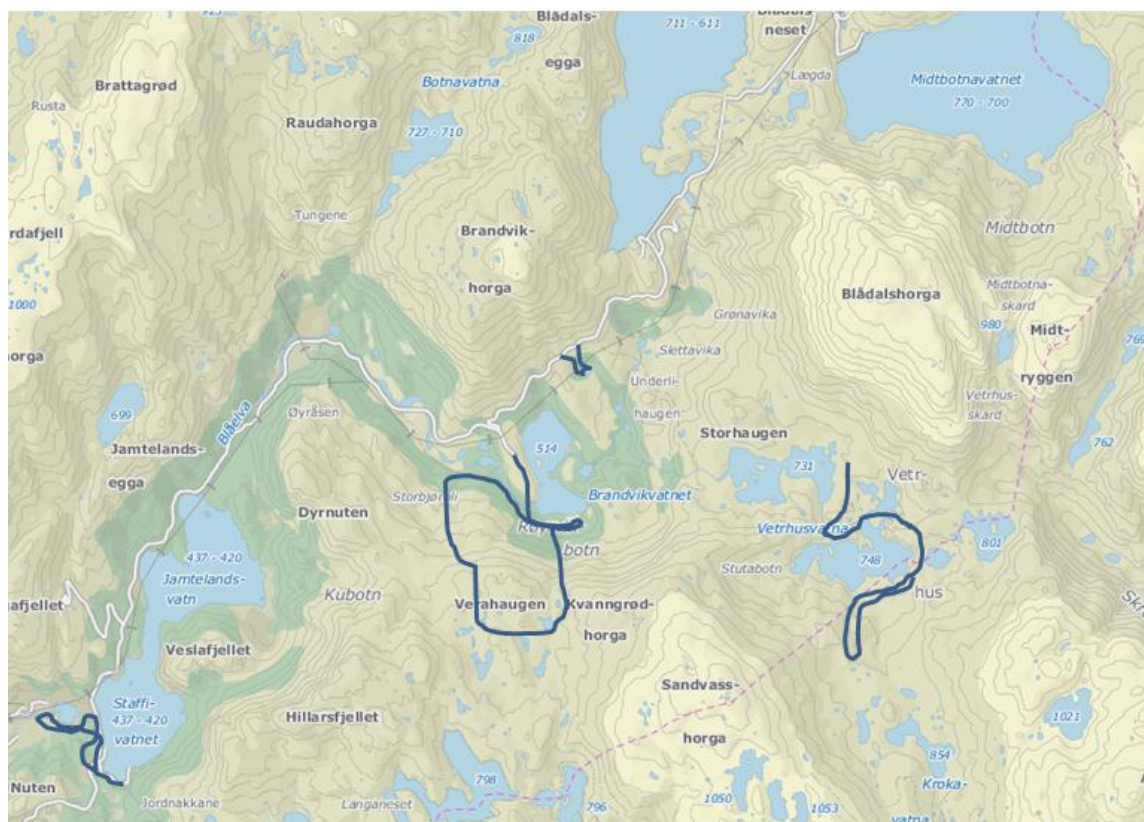 923
Blådals-
egga
818
711 - 611
neset
Lægda
Midtbotnavatnet
770 - 700
Brattagrød
Rusta
Botnavatna
Raudahorga
727 - 710
Tungene
Brandvik-
horga
Midtbotn
rdafjell
1000
Blådalshorga
Midtbotna-
skard
980
Midt-
ryggen
769
Grønavika
Slettavika
Underli-
haugen
Vetrhus-
skard
762
orga
699
Blåelva
Øyråsen
Jamtelands-
egga
514
Storhaugen
731
Vetr-
hus
Brandvikvatnet
Vetrhusvatna
748
801
Stutabotn
Dyrnuten
botn
437 - 420
Jamtelands-
vatn
Kubotn
Verahaugen
Kvanngrød-
horga
afjellet
Veslafjellet
Staffi-
437 - 420
vatnet
Hillarsfjellet
Sandvass-
horga
1021
854
Kroka-
vatna
Nuten
Jordnakkane
Langaneset
798
796
1050
1053